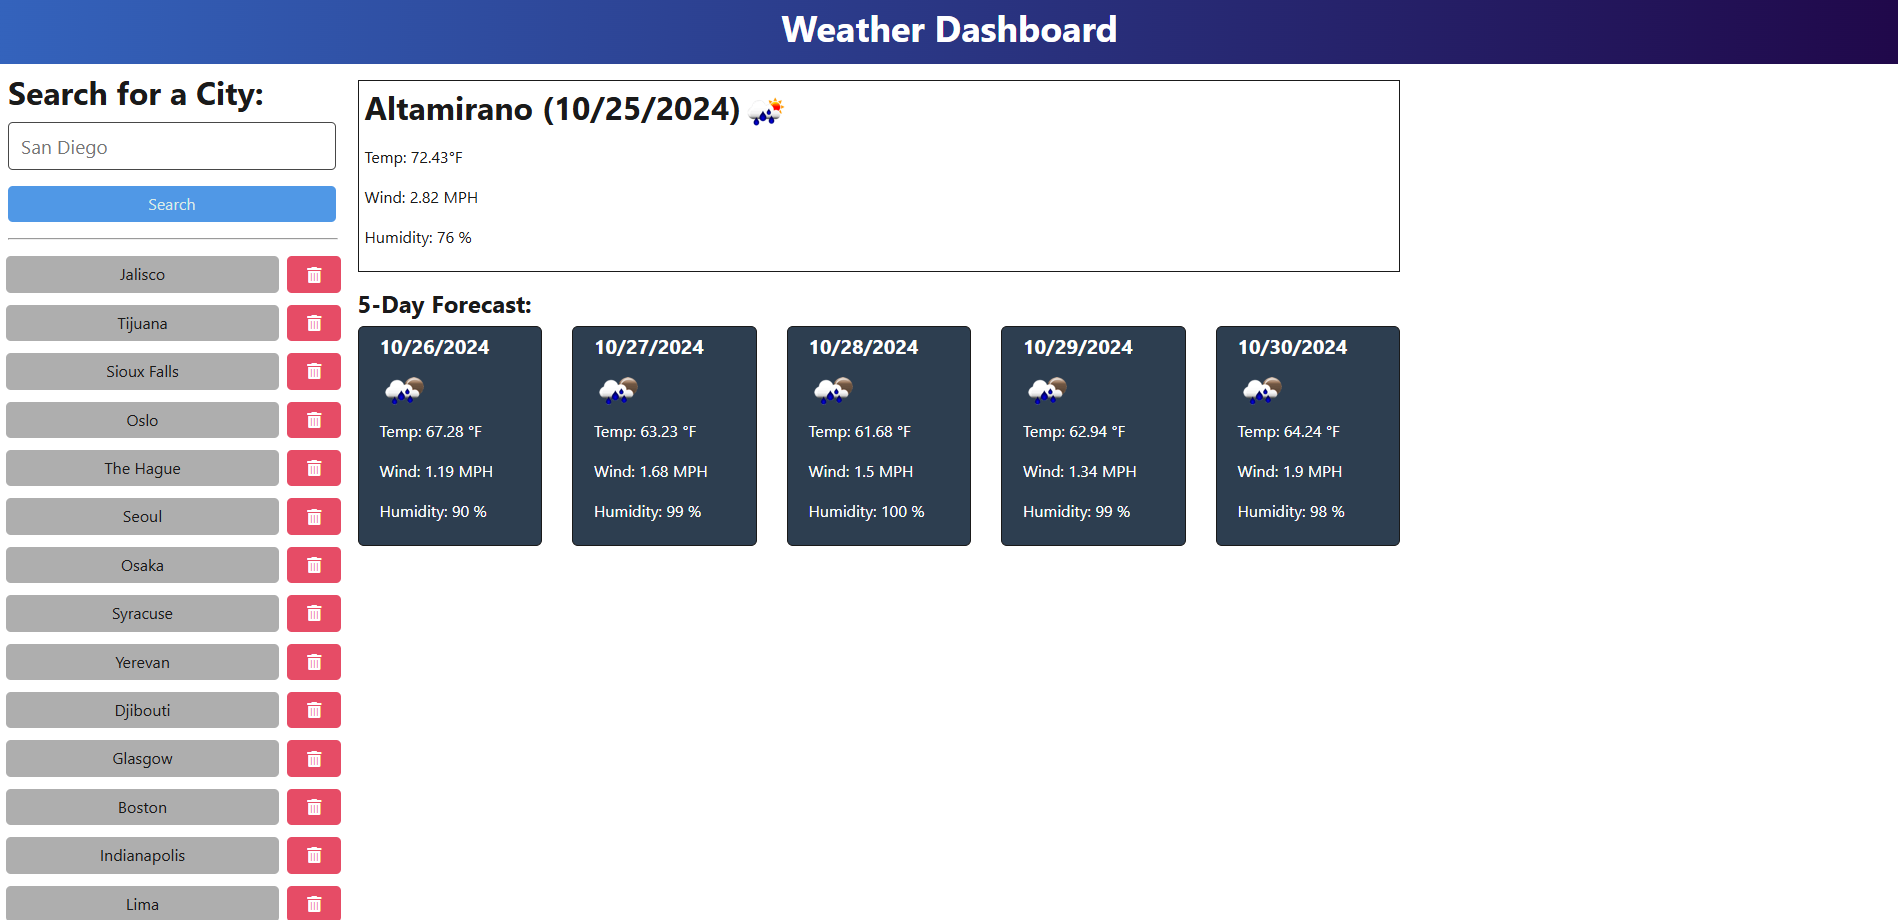 Weather Dashboard
Search for a City:
San Diego
Search
Jalisco
Tijuana
Sioux Falls
Oslo
The Hague
Seoul
Osaka
Syracuse
Yerevan
Djibouti
Glasgow
Boston
Indianapolis
Lima
Altamirano (10/25/2024)
Temp: 72.43°F
Wind: 2.82 MPH
Humidity: 76 %
5-Day Forecast:
10/26/2024
Temp: 67.28 °F
Wind: 1.19 MPH
Humidity: 90 %
10/27/2024
Temp: 63.23 °F
Wind: 1.68 MPH
Humidity: 99 %
10/28/2024
Temp: 61.68 °F
Wind: 1.5 MPH
Humidity: 100 %
10/29/2024
Temp: 62.94 °F
Wind: 1.34 MPH
Humidity: 99 %
10/30/2024
Temp: 64.24 °F
Wind: 1.9 MPH
Humidity: 98 %